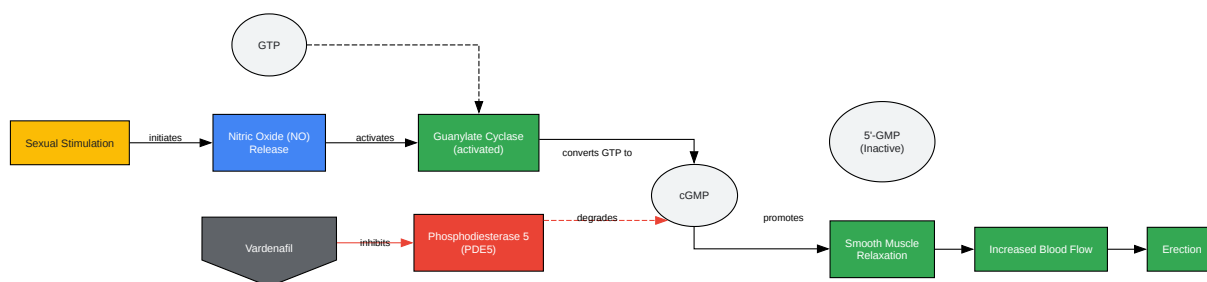 GTP
Sexual Stimulation
initiates
Nitric Oxide (NO)
Release
activates
Guanylate Cyclase
(activated)
converts GTP to
5'-GMP
(Inactive)
cGMP
Vardenafil
inhibits
Phosphodiesterase 5
(PDE5)
degrades
promotes
Smooth Muscle
Relaxation
Increased Blood Flow
Erection